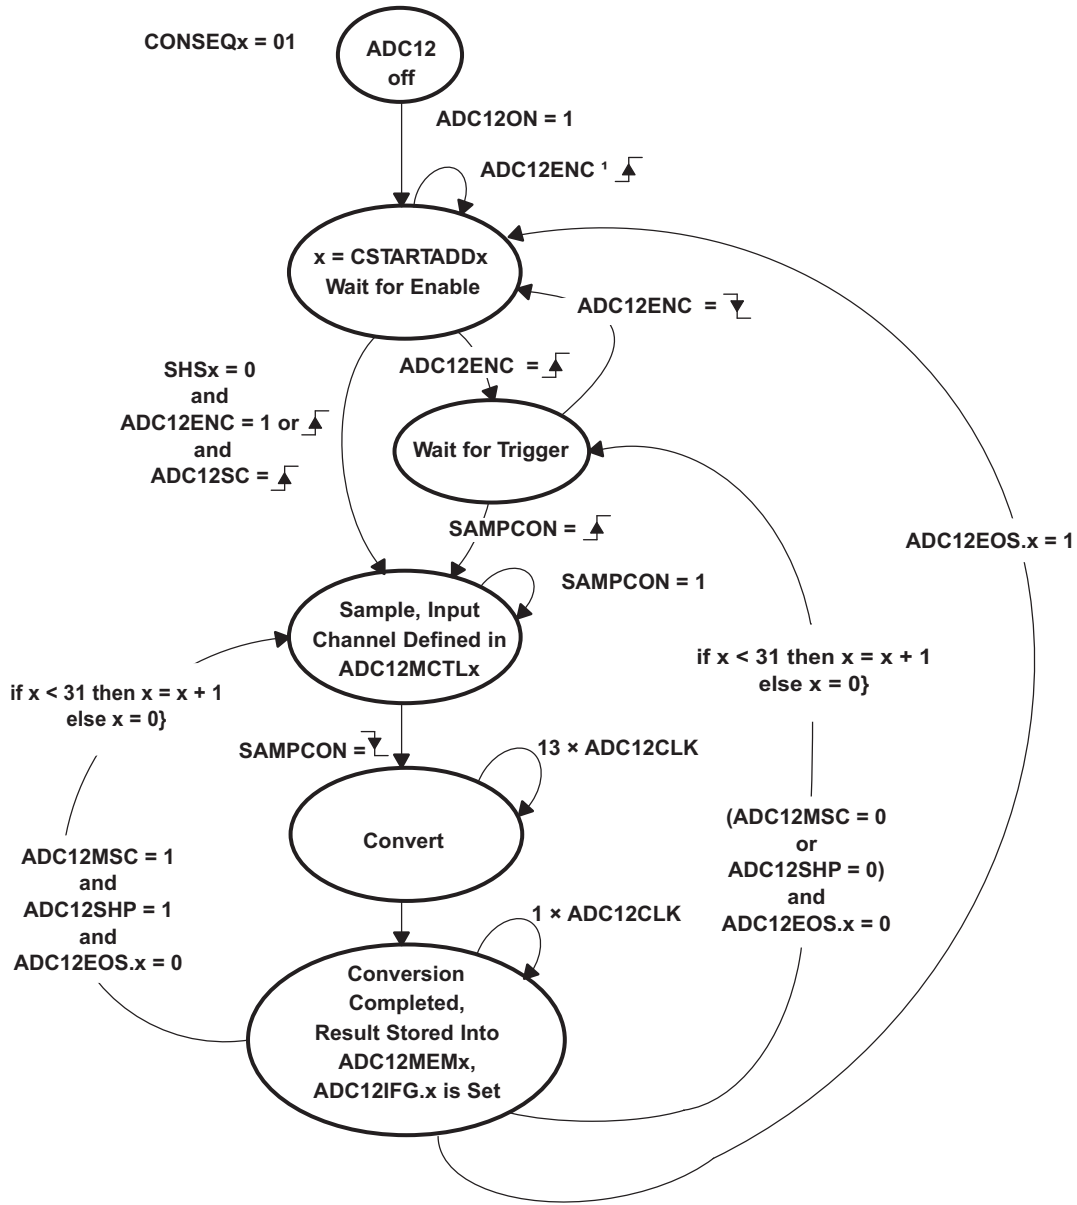 CONSEQx = 01
ADC12
off
ADC12ON = 1
ADC12ENC ¹
x = CSTARTADDx
Wait for Enable
ADC12ENC =
SHSx = 0
and
ADC12ENC = 1 or
and
ADC12SC =
ADC12ENC =
Wait for Trigger
SAMPCON =
ADC12EOS.x = 1
SAMPCON = 1
Sample, Input
Channel Defined in
ADC12MCTLx
if x < 31 then x = x + 1
else x = 0}
if x < 31 then x = x + 1
else x = 0}
SAMPCON =
13 × ADC12CLK
Convert
(ADC12MSC = 0
or
ADC12SHP = 0)
and
ADC12EOS.x = 0
ADC12MSC = 1
and
ADC12SHP = 1
and
ADC12EOS.x = 0
1 × ADC12CLK
Conversion
Completed,
Result Stored Into
ADC12MEMx,
ADC12IFG.x is Set